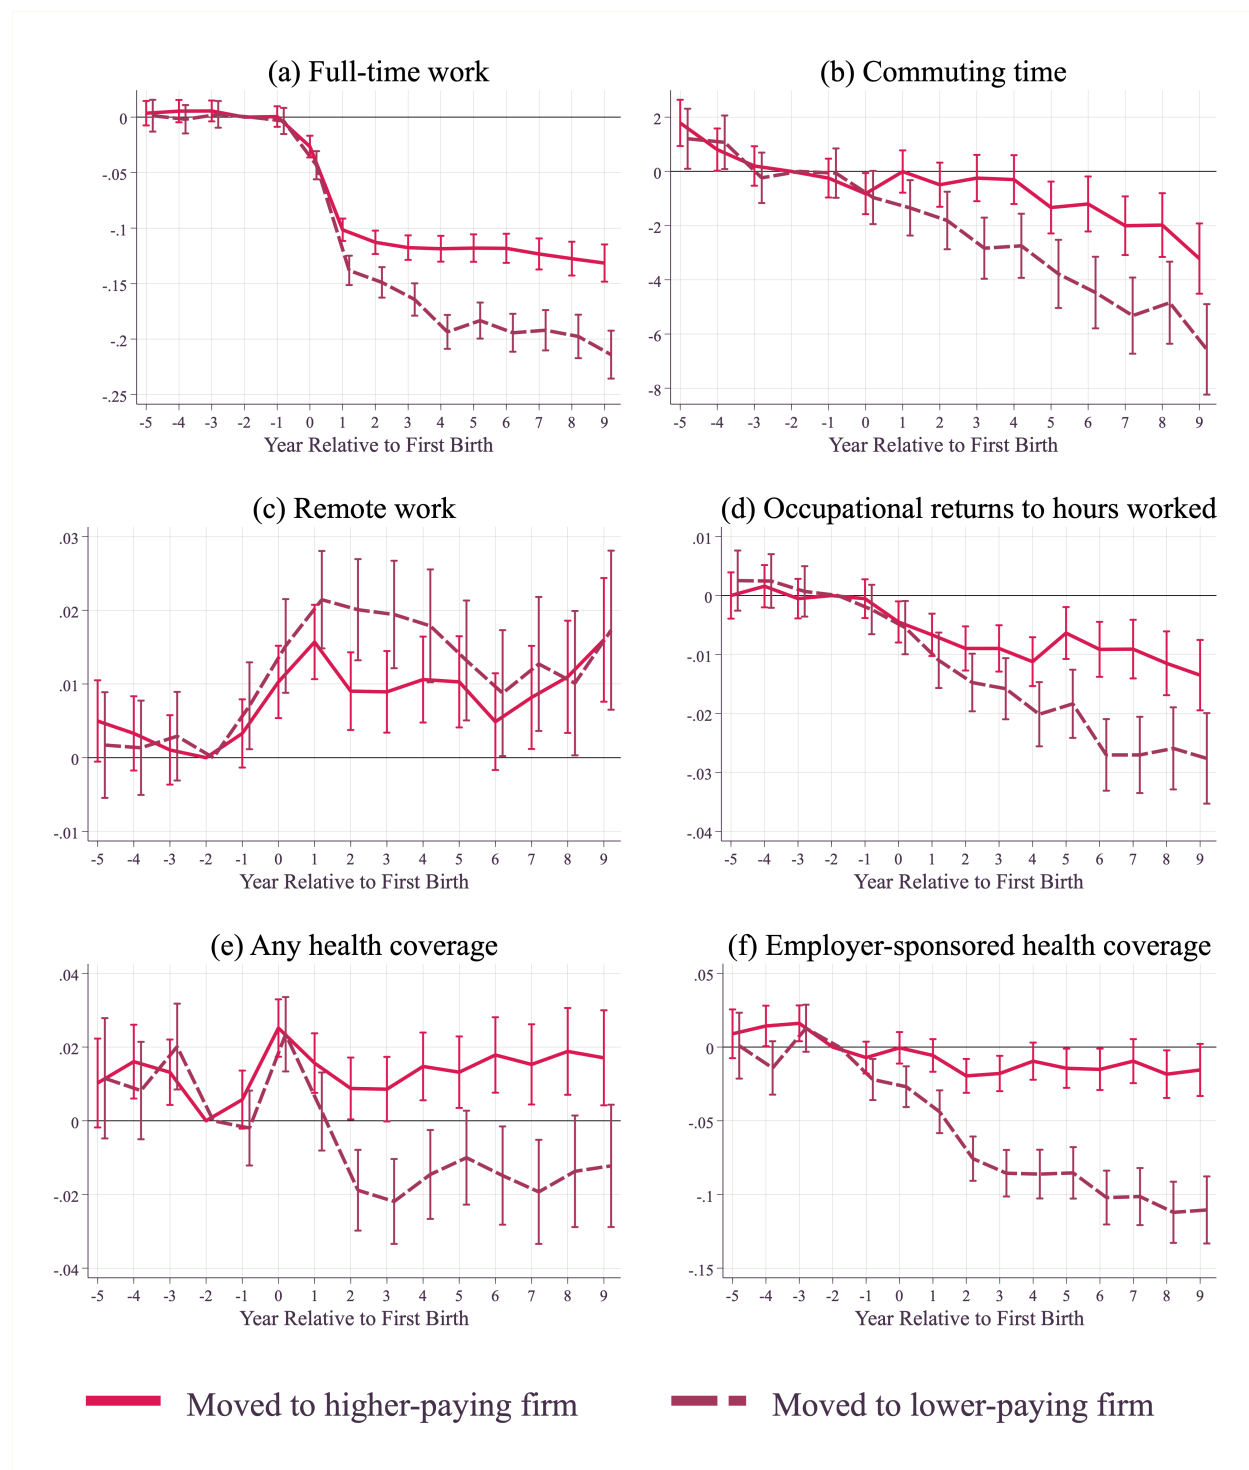 (a) Full-time work
0
-.05
-.1
-.15
-.2
-.25
-5 -4 -3 -2 -1 0 1 2 3 4 5 6 7 8 9
Year Relative to First Birth
(b) Commuting time
2
0
-2
-4
-6
-8
-5 -4 -3 -2 -1 0 1 2 3 4 5 6 7 8 9
Year Relative to First Birth
(c) Remote work
.03
.02
.01
0
-.01
-5 -4 -3 -2 -1 0 1 2 3 4 5 6 7 8 9
Year Relative to First Birth
(d) Occupational returns to hours worked
.01
0
-.01
-.02
-.03
-.04
-5 -4 -3 -2 -1 0 1 2 3 4 5 6 7 8 9
Year Relative to First Birth
(e) Any health coverage
.04
.02
0
-.02
-.04
-5 -4 -3 -2 -1 0 1 2 3 4 5 6 7 8 9
Year Relative to First Birth
(f) Employer-sponsored health coverage
.05
0
-.05
-.1
-.15
-5 -4 -3 -2 -1 0 1 2 3 4 5 6 7 8 9
Year Relative to First Birth
Moved to higher-paying firm
Moved to lower-paying firm